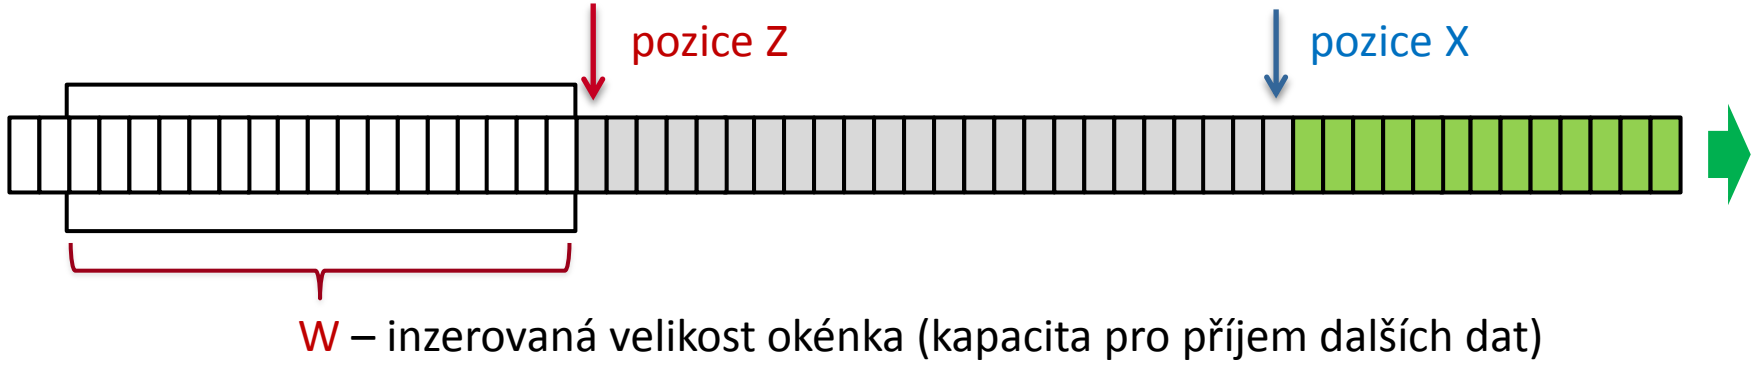 pozice Z
pozice X
W – inzerovaná velikost okénka (kapacita pro příjem dalších dat)